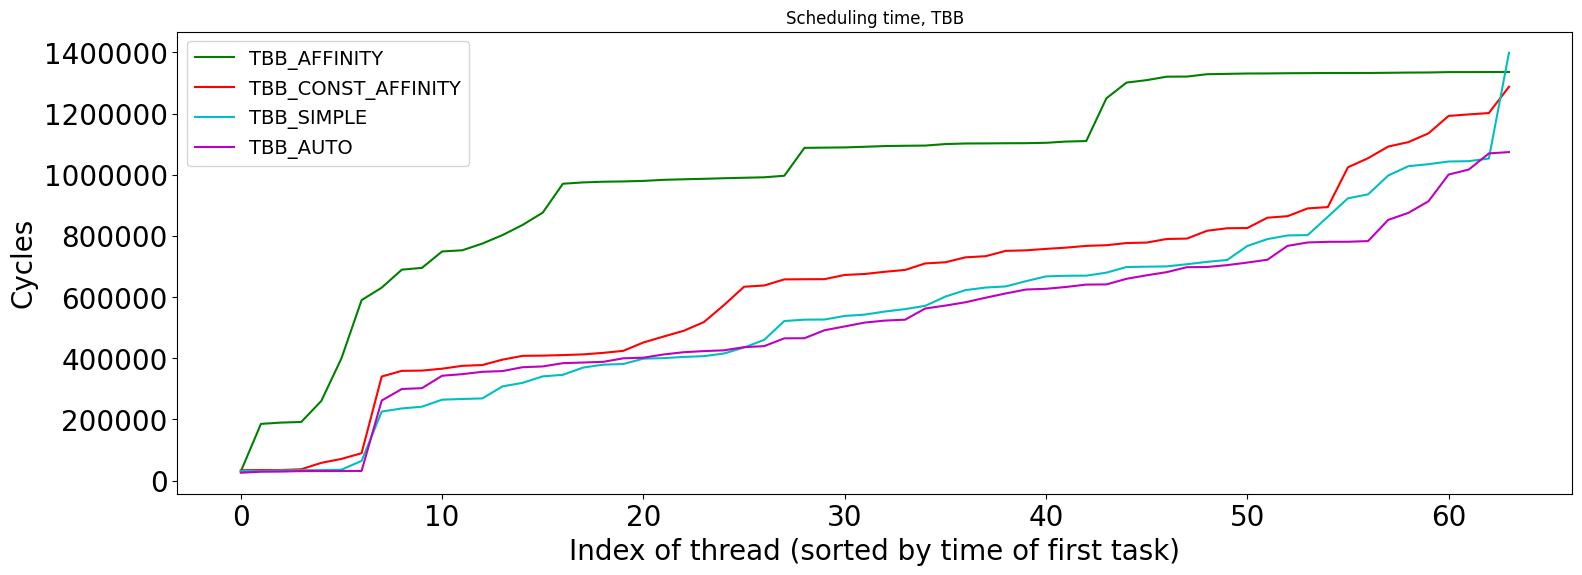 Scheduling time, TBB
1400000
1200000
1000000
800000
600000
400000
200000
0
Cycles
TBB_AFFINITY
TBB_CONST_AFFINITY
TBB_SIMPLE
TBB_AUTO
0 10 20 30 40 50 60
Index of thread (sorted by time of first task)